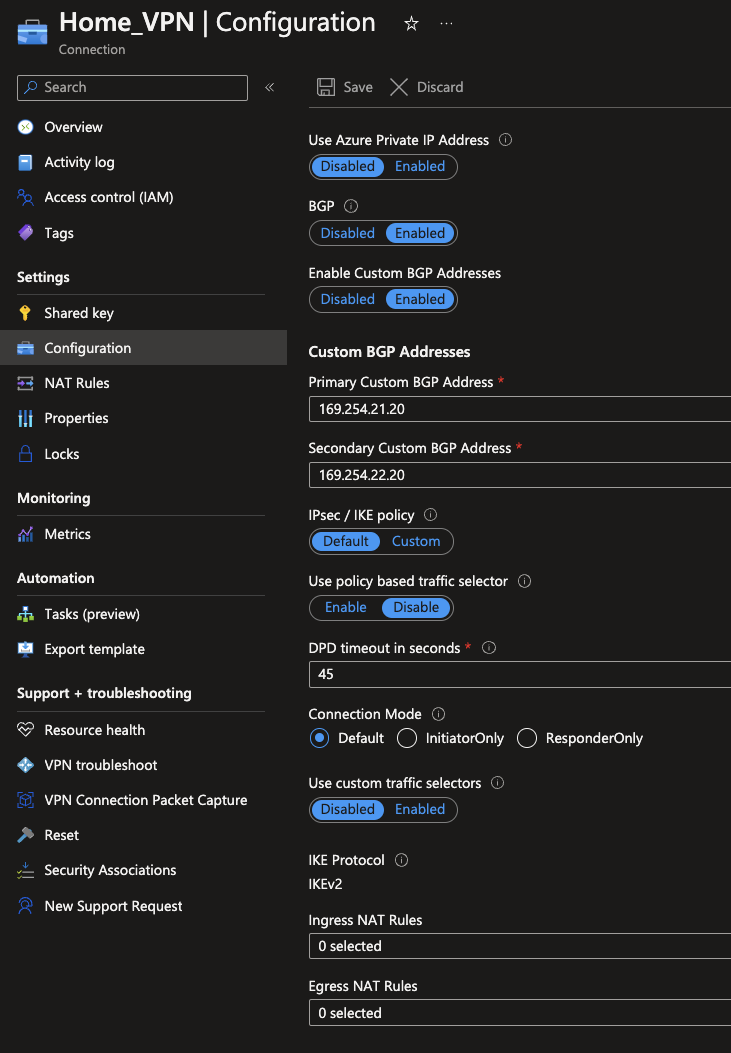 Home_VPN | Configuration
Connection
Search
Overview
Activity log
Access control (IAM)
Tags
Settings
Shared key
Configuration
NAT Rules
Properties
Locks
Monitoring
Metrics
Automation
Tasks (preview)
Export template
Support + troubleshooting
Resource health
VPN troubleshoot
VPN Connection Packet Capture
Reset
Security Associations
New Support Request
Save Discard
Use Azure Private IP Address
Disabled Enabled
BGP
Disabled Enabled
Enable Custom BGP Addresses
Disabled Enabled
Custom BGP Addresses
Primary Custom BGP Address *
169.254.21.20
Secondary Custom BGP Address *
169.254.22.20
IPsec / IKE policy
Default Custom
Use policy based traffic selector
Enable Disable
DPD timeout in seconds *
45
Connection Mode
Default InitiatorOnly ResponderOnly
Use custom traffic selectors
Disabled Enabled
IKE Protocol
IKEv2
Ingress NAT Rules
0 selected
Egress NAT Rules
0 selected